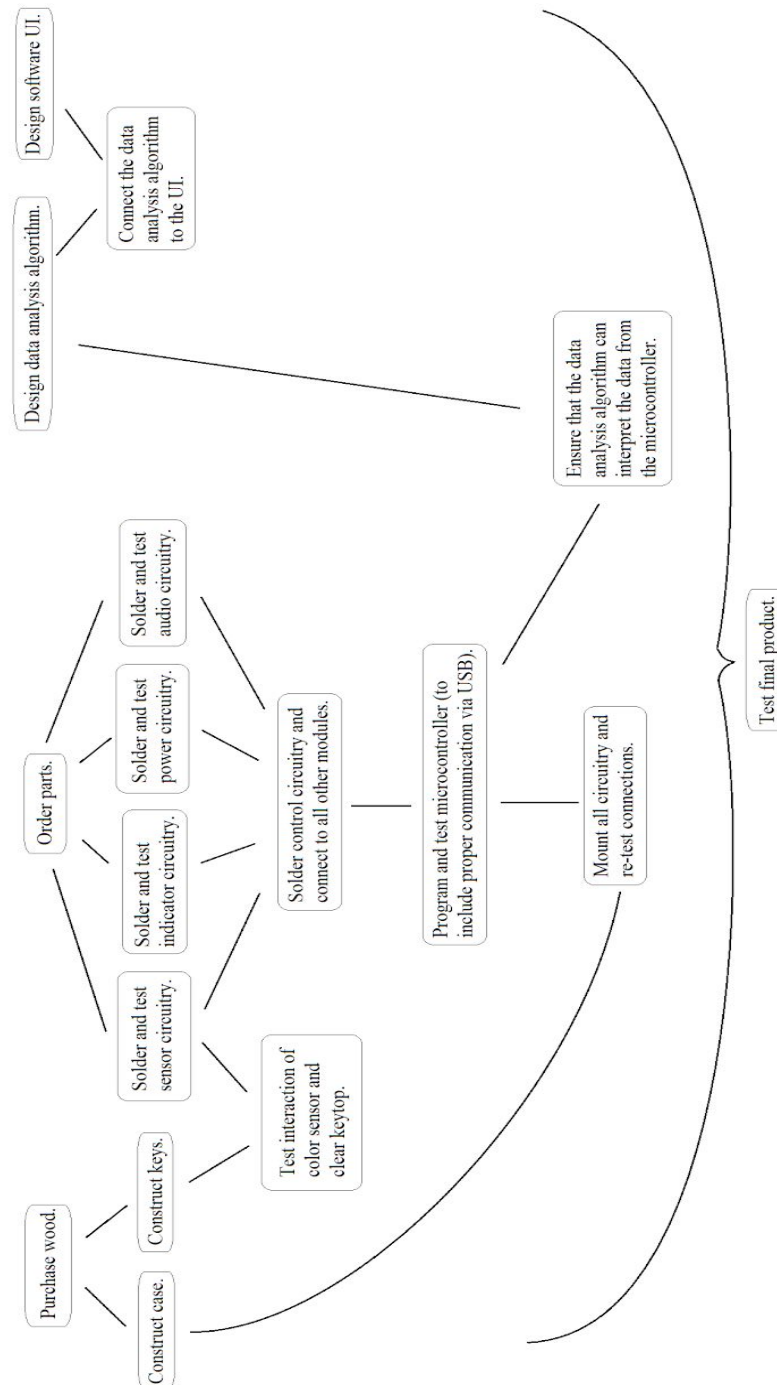 Purchase wood.
Order parts.
Design data analysis algorithm.
Design software UI.
Construct case.
Construct keys.
Solder and test
sensor circuitry.
Solder and test
indicator circuitry.
Solder and test
power circuitry.
Solder and test
audio circuitry.
Connect the data
analysis algorithm
to the UI.
Test interaction of
color sensor and
clear keytop.
Solder control circuitry and
connect to all other modules.
Program and test microcontroller (to
include proper communication via USB).
Mount all circuitry and
re-test connections.
Ensure that the data
analysis algorithm can
interpret the data from
the microcontroller.
Test final product.